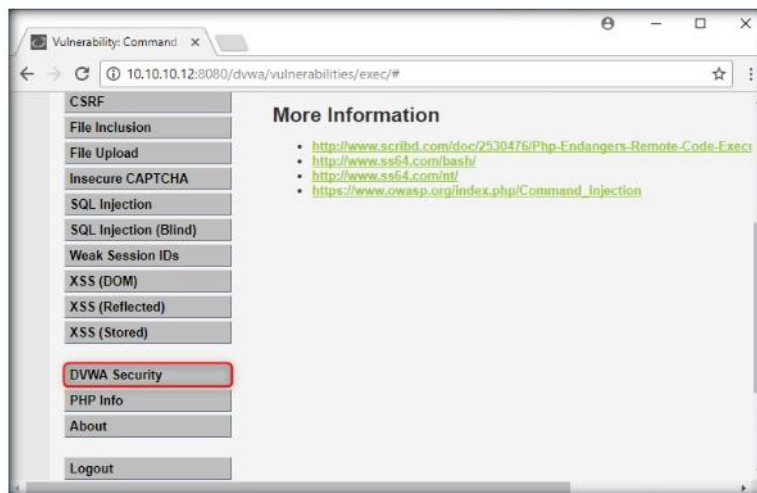 Vulnerability: Command
10.10.10.12:8080/dvwa/vulnerabilities/exec/#
CSRF
File Inclusion
File Upload
Insecure CAPTCHA
SQL Injection
SQL Injection (Blind)
Weak Session IDs
XSS (DOM)
XSS (Reflected)
XSS (Stored)
DVWA Security
PHP Info
About
Logout
More Information
http://www.scribd.com/doc/2530476/Php-Endangers-Remote-Code-Execu
http://www.ss64.com/bash/
http://www.ss64.com/nt/
https://www.owasp.org/index.php/Command_Injection